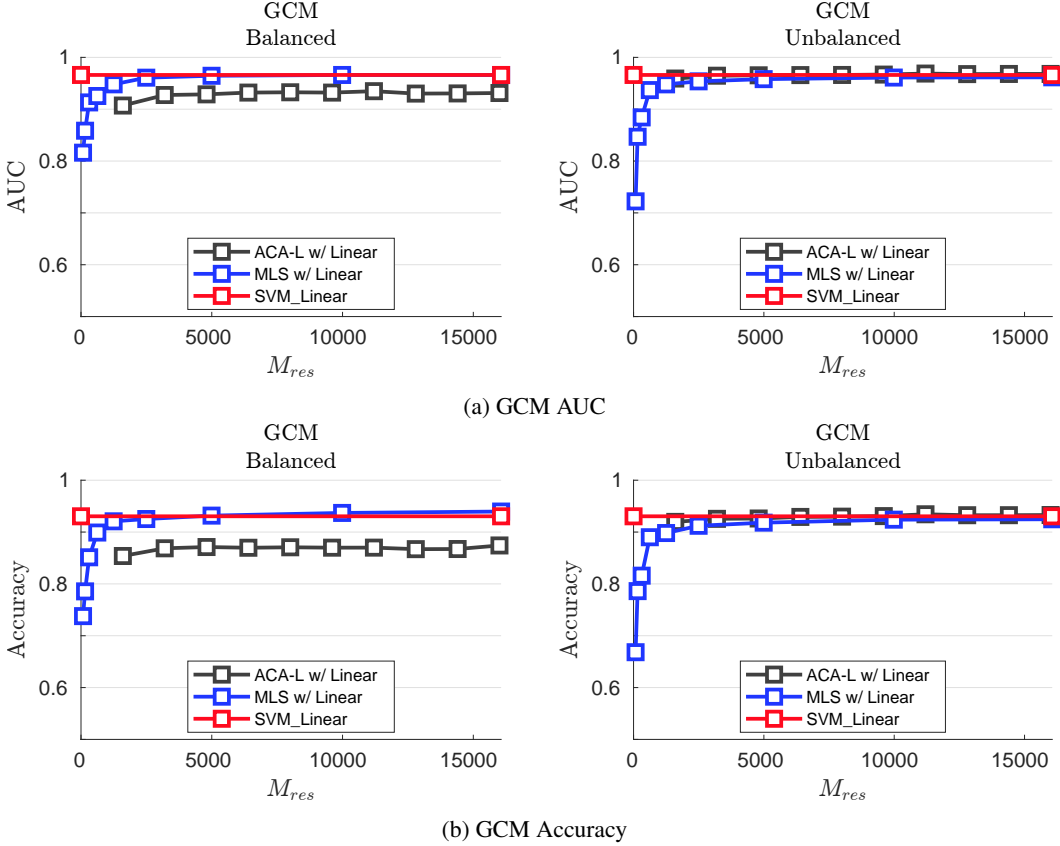 GCM
Balanced
1
0.8
0.6
AUC
ACA-L w/ Linear
MLS w/ Linear
SVM_Linear
0 5000 10000 15000
M_res
GCM
Unbalanced
1
0.8
0.6
AUC
ACA-L w/ Linear
MLS w/ Linear
SVM_Linear
0 5000 10000 15000
M_res
(a) GCM AUC
GCM
Balanced
1
0.8
0.6
Accuracy
ACA-L w/ Linear
MLS w/ Linear
SVM_Linear
0 5000 10000 15000
M_res
GCM
Unbalanced
1
0.8
0.6
Accuracy
ACA-L w/ Linear
MLS w/ Linear
SVM_Linear
0 5000 10000 15000
M_res
(b) GCM Accuracy